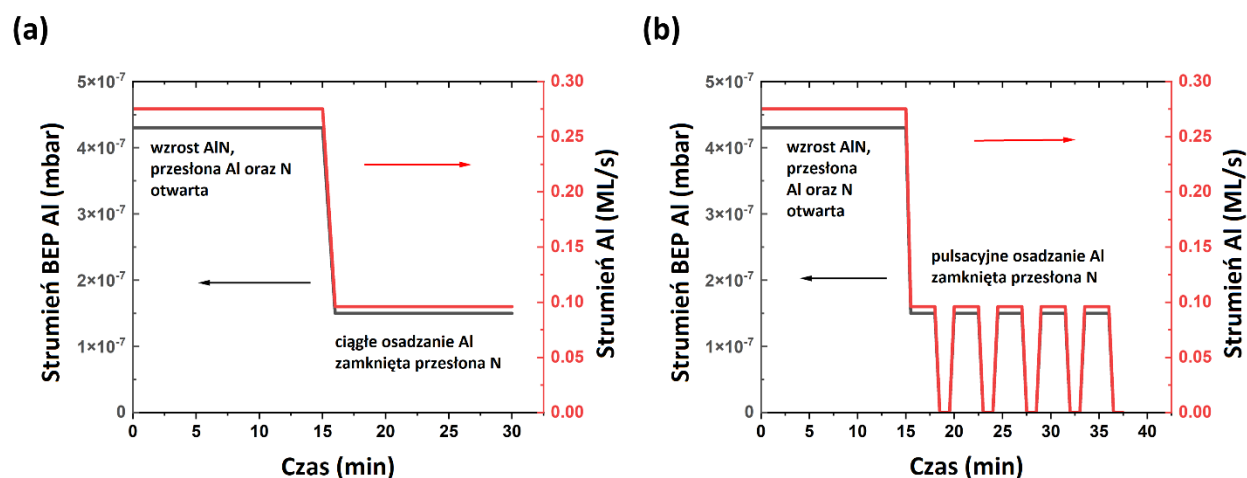 (a)
Strumień BEP Al (mbar)
5×10⁻⁷
4×10⁻⁷
3×10⁻⁷
2×10⁻⁷
1×10⁻⁷
0
wzrost AlN,
przesłona Al oraz N
otwarta
ciągłe osadzanie Al
zamknięta przesłona N
0.30
0.25
0.20
0.15
0.10
0.05
0.00
Strumień Al (ML/s)
0 5 10 15 20 25 30
Czas (min)
(b)
Strumień BEP Al (mbar)
5×10⁻⁷
4×10⁻⁷
3×10⁻⁷
2×10⁻⁷
1×10⁻⁷
0
wzrost AlN,
przesłona
Al oraz N
otwarta
pulsacyjne osadzanie Al
zamknięta przesłona N
0.30
0.25
0.20
0.15
0.10
0.05
0.00
Strumień Al (ML/s)
0 5 10 15 20 25 30 35 40
Czas (min)